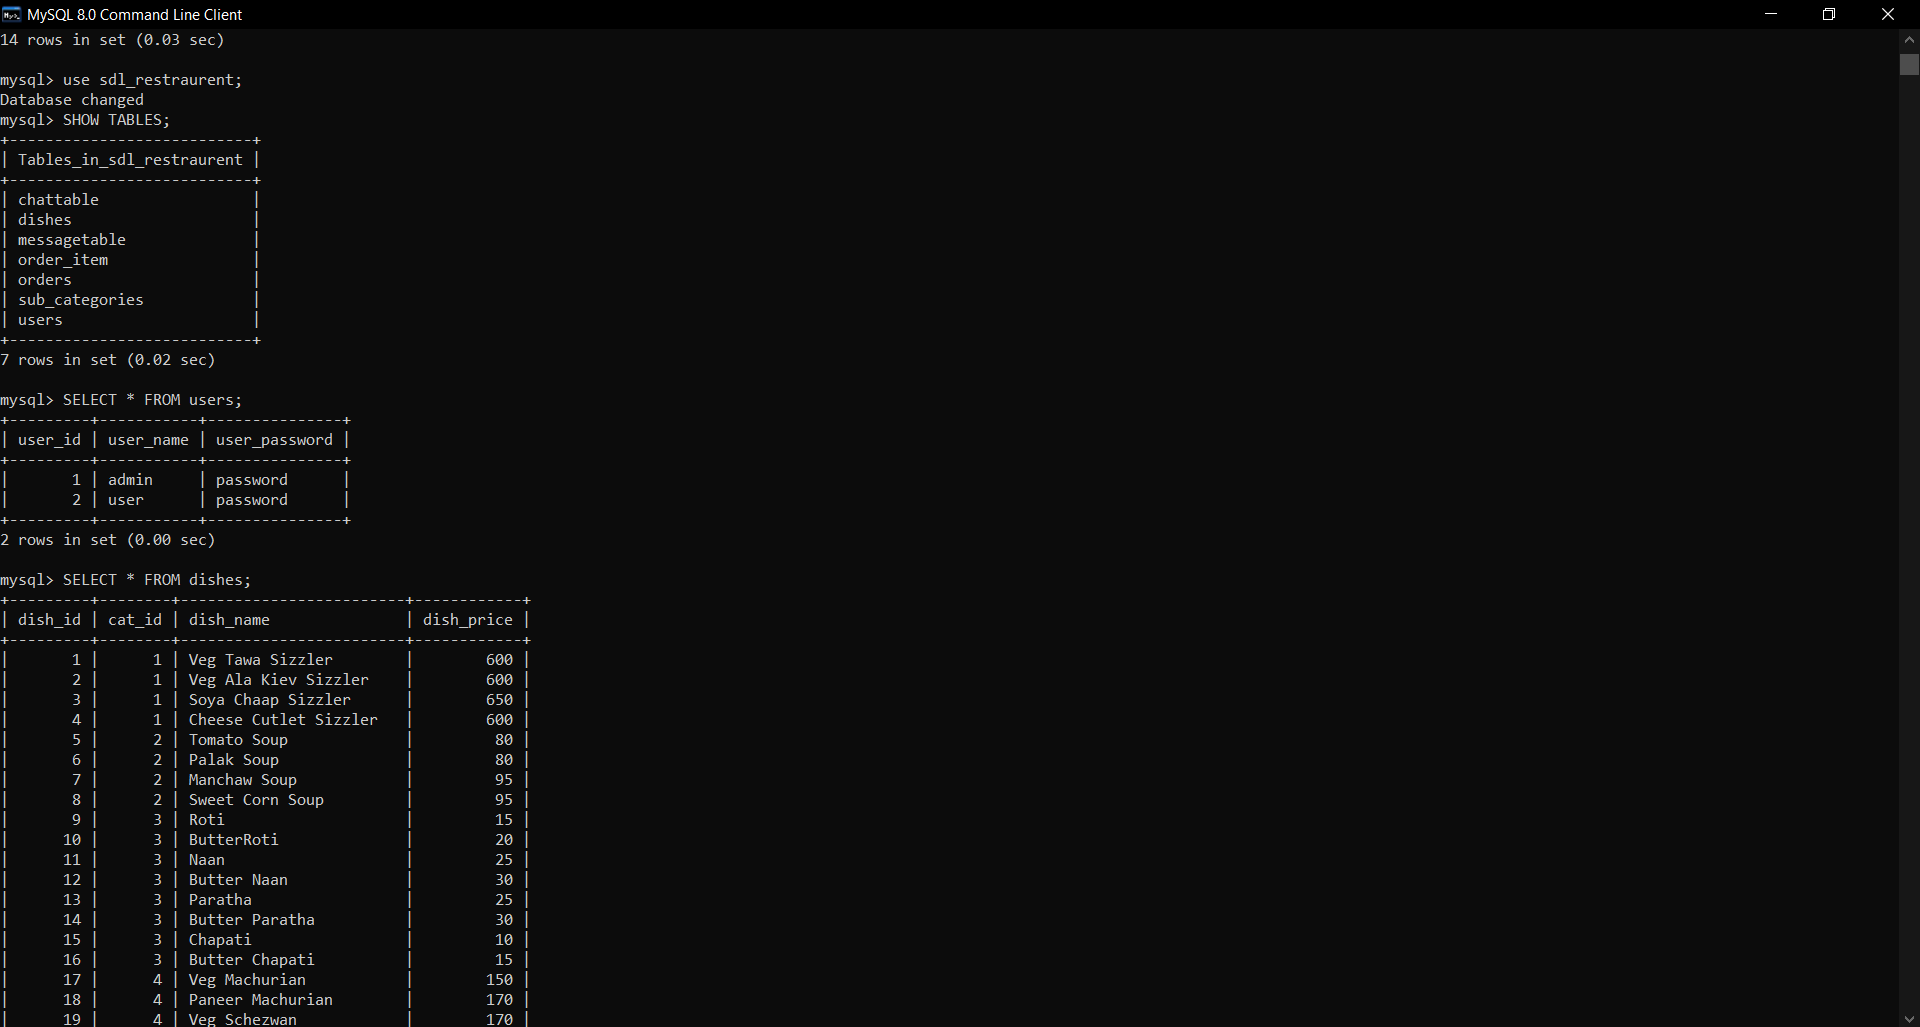 MySQL 8.0 Command Line Client
14 rows in set (0.03 sec)

mysql> use sdl_restraurent;
Database changed
mysql> SHOW TABLES;
+---------------------------+
| Tables_in_sdl_restraurent |
+---------------------------+
| chattable                 |
| dishes                    |
| messagetable              |
| order_item                |
| orders                    |
| sub_categories            |
| users                     |
+---------------------------+
7 rows in set (0.02 sec)

mysql> SELECT * FROM users;
+---------+-----------+---------------+
| user_id | user_name | user_password |
+---------+-----------+---------------+
|       1 | admin     | password      |
|       2 | user      | password      |
+---------+-----------+---------------+
2 rows in set (0.00 sec)

mysql> SELECT * FROM dishes;
+---------+--------+-------------------------+------------+
| dish_id | cat_id | dish_name               | dish_price |
+---------+--------+-------------------------+------------+
|       1 |      1 | Veg Tawa Sizzler        |        600 |
|       2 |      1 | Veg Ala Kiev Sizzler    |        600 |
|       3 |      1 | Soya Chaap Sizzler      |        650 |
|       4 |      1 | Cheese Cutlet Sizzler   |        600 |
|       5 |      2 | Tomato Soup             |         80 |
|       6 |      2 | Palak Soup              |         80 |
|       7 |      2 | Manchaw Soup            |         95 |
|       8 |      2 | Sweet Corn Soup         |         95 |
|       9 |      3 | Roti                    |         15 |
|      10 |      3 | ButterRoti              |         20 |
|      11 |      3 | Naan                    |         25 |
|      12 |      3 | Butter Naan             |         30 |
|      13 |      3 | Paratha                 |         25 |
|      14 |      3 | Butter Paratha          |         30 |
|      15 |      3 | Chapati                 |         10 |
|      16 |      3 | Butter Chapati          |         15 |
|      17 |      4 | Veg Machurian           |        150 |
|      18 |      4 | Paneer Machurian        |        170 |
|      19 |      4 | Veg Schezwan            |        170 |